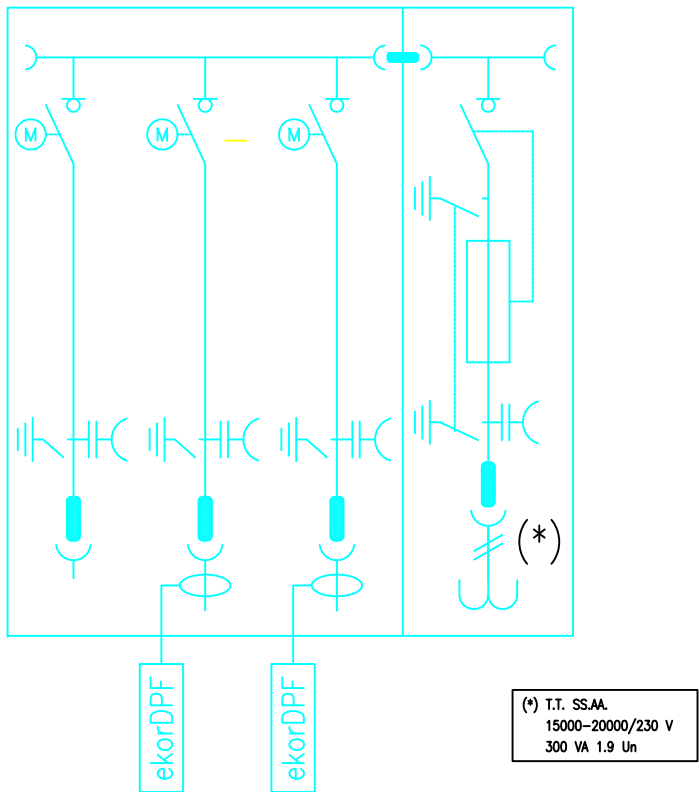 M
M
M
(*)
ekorDPF
ekorDPF
(*) T.T. SS.AA.
15000-20000/230 V
300 VA 1.9 Un